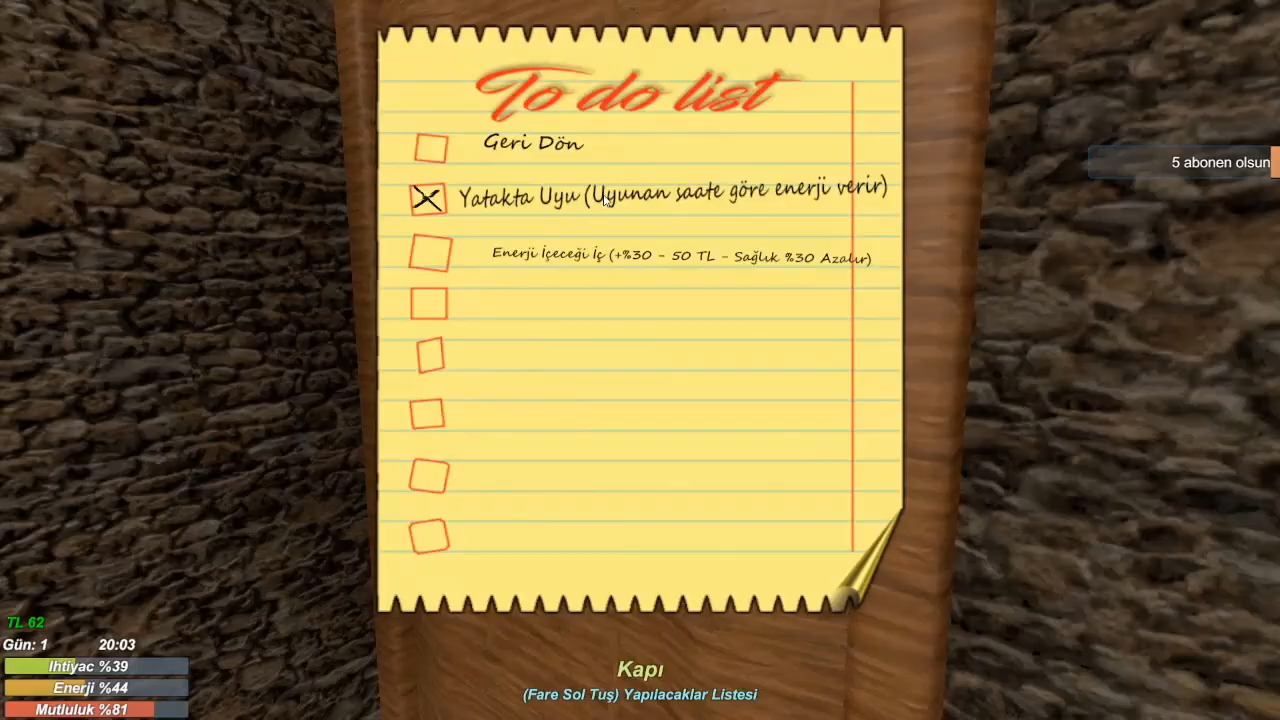 To do list
Geri Dön
Yatakta Uyu (Uyunan saate göre enerji verir)
Enerji İçeceği İç (+%30 - 50 TL - Sağlık %30 Azalır)
5 abonen olsun
TL 62
Gün: 1 20:03
Ihtiyac %39
Enerji %44
Mutluluk %81
Kapı
(Fare Sol Tuş) Yapılacaklar Listesi